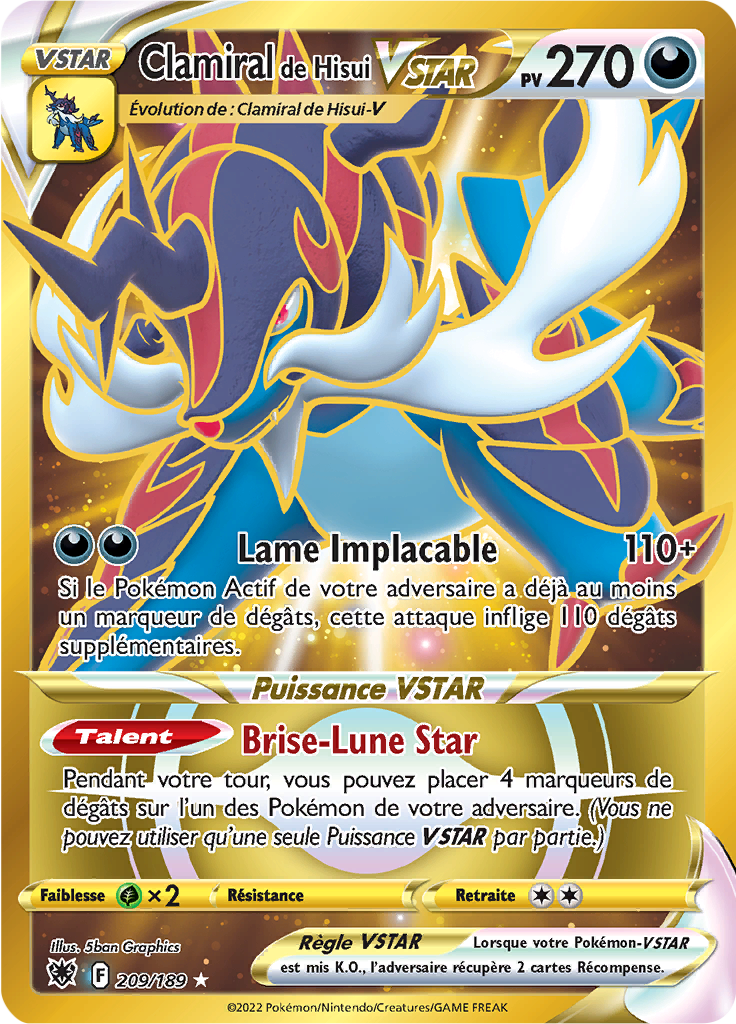 VSTAR
Clamiral de Hisui VSTAR PV 270
Évolution de : Clamiral de Hisui-V
Lame Implacable 110+
Si le Pokémon Actif de votre adversaire a déjà au moins
un marqueur de dégâts, cette attaque inflige 110 dégâts
supplémentaires.
Puissance VSTAR
Talent Brise-Lune Star
Pendant votre tour, vous pouvez placer 4 marqueurs de
dégâts sur l'un des Pokémon de votre adversaire. (Vous ne
pouvez utiliser qu'une seule Puissance VSTAR par partie.)
Faiblesse ×2 Résistance Retraite
Illus. 5ban Graphics
F 209/189 ★
Règle VSTAR Lorsque votre Pokémon-VSTAR
est mis K.O., l'adversaire récupère 2 cartes Récompense.
©2022 Pokémon/Nintendo/Creatures/GAME FREAK